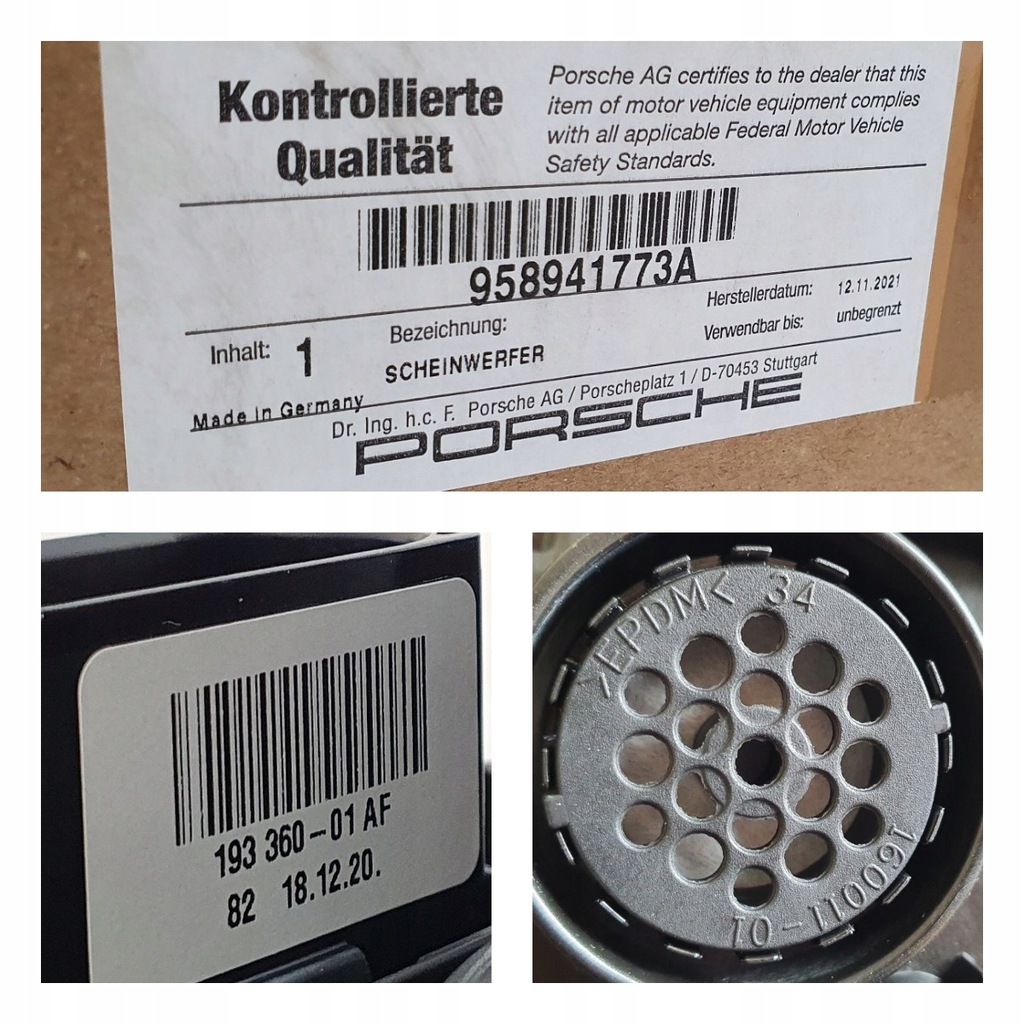 Kontrollierte
Qualität
Porsche AG certifies to the dealer that this
item of motor vehicle equipment complies
with all applicable Federal Motor Vehicle
Safety Standards.
958941773A
Herstellerdatum: 12.11.2021
Verwendbar bis: unbegrenzt
Inhalt: 1
Bezeichnung:
SCHEINWERFER
Made in Germany
Dr. Ing. h.c. F. Porsche AG / Porscheplatz 1 / D-70453 Stuttgart
PORSCHE
193 360-01 AF
82 18.12.20.
>EPDM< 34
160011-01